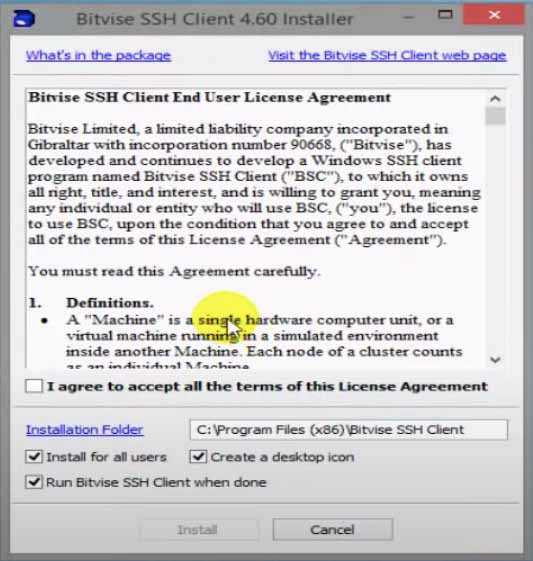 Bitvise SSH Client 4.60 Installer
What's in the package
Visit the Bitvise SSH Client web page
Bitvise SSH Client End User License Agreement
Bitvise Limited, a limited liability company incorporated in
Gibraltar with incorporation number 90668, ("Bitvise"), has
developed and continues to develop a Windows SSH client
program named Bitvise SSH Client ("BSC"), to which it owns
all right, title, and interest, and is willing to grant you, meaning
any individual or entity who will use BSC, ("you"), the license
to use BSC, upon the condition that you agree to and accept
all of the terms of this License Agreement ("Agreement").
You must read this Agreement carefully.
1. Definitions.
• A "Machine" is a single hardware computer unit, or a
virtual machine running in a simulated environment
inside another Machine. Each node of a cluster counts
as an individual Machine
I agree to accept all the terms of this License Agreement
Installation Folder
C:\Program Files (x86)\Bitvise SSH Client
Install for all users
Create a desktop icon
Run Bitvise SSH Client when done
Install
Cancel